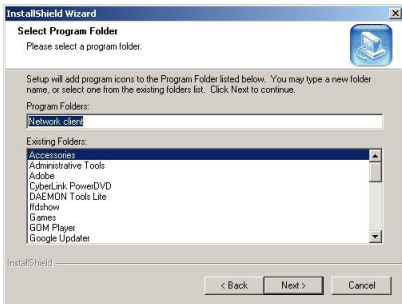 InstallShield Wizard
Select Program Folder
Please select a program folder.
Setup will add program icons to the Program Folder listed below. You may type a new folder
name, or select one from the existing folders list. Click Next to continue.
Program Folders:
Network client
Existing Folders:
Accessories
Administrative Tools
Adobe
CyberLink PowerDVD
DAEMON Tools Lite
ffdshow
Games
GOM Player
Google Updater
InstallShield
< Back
Next >
Cancel